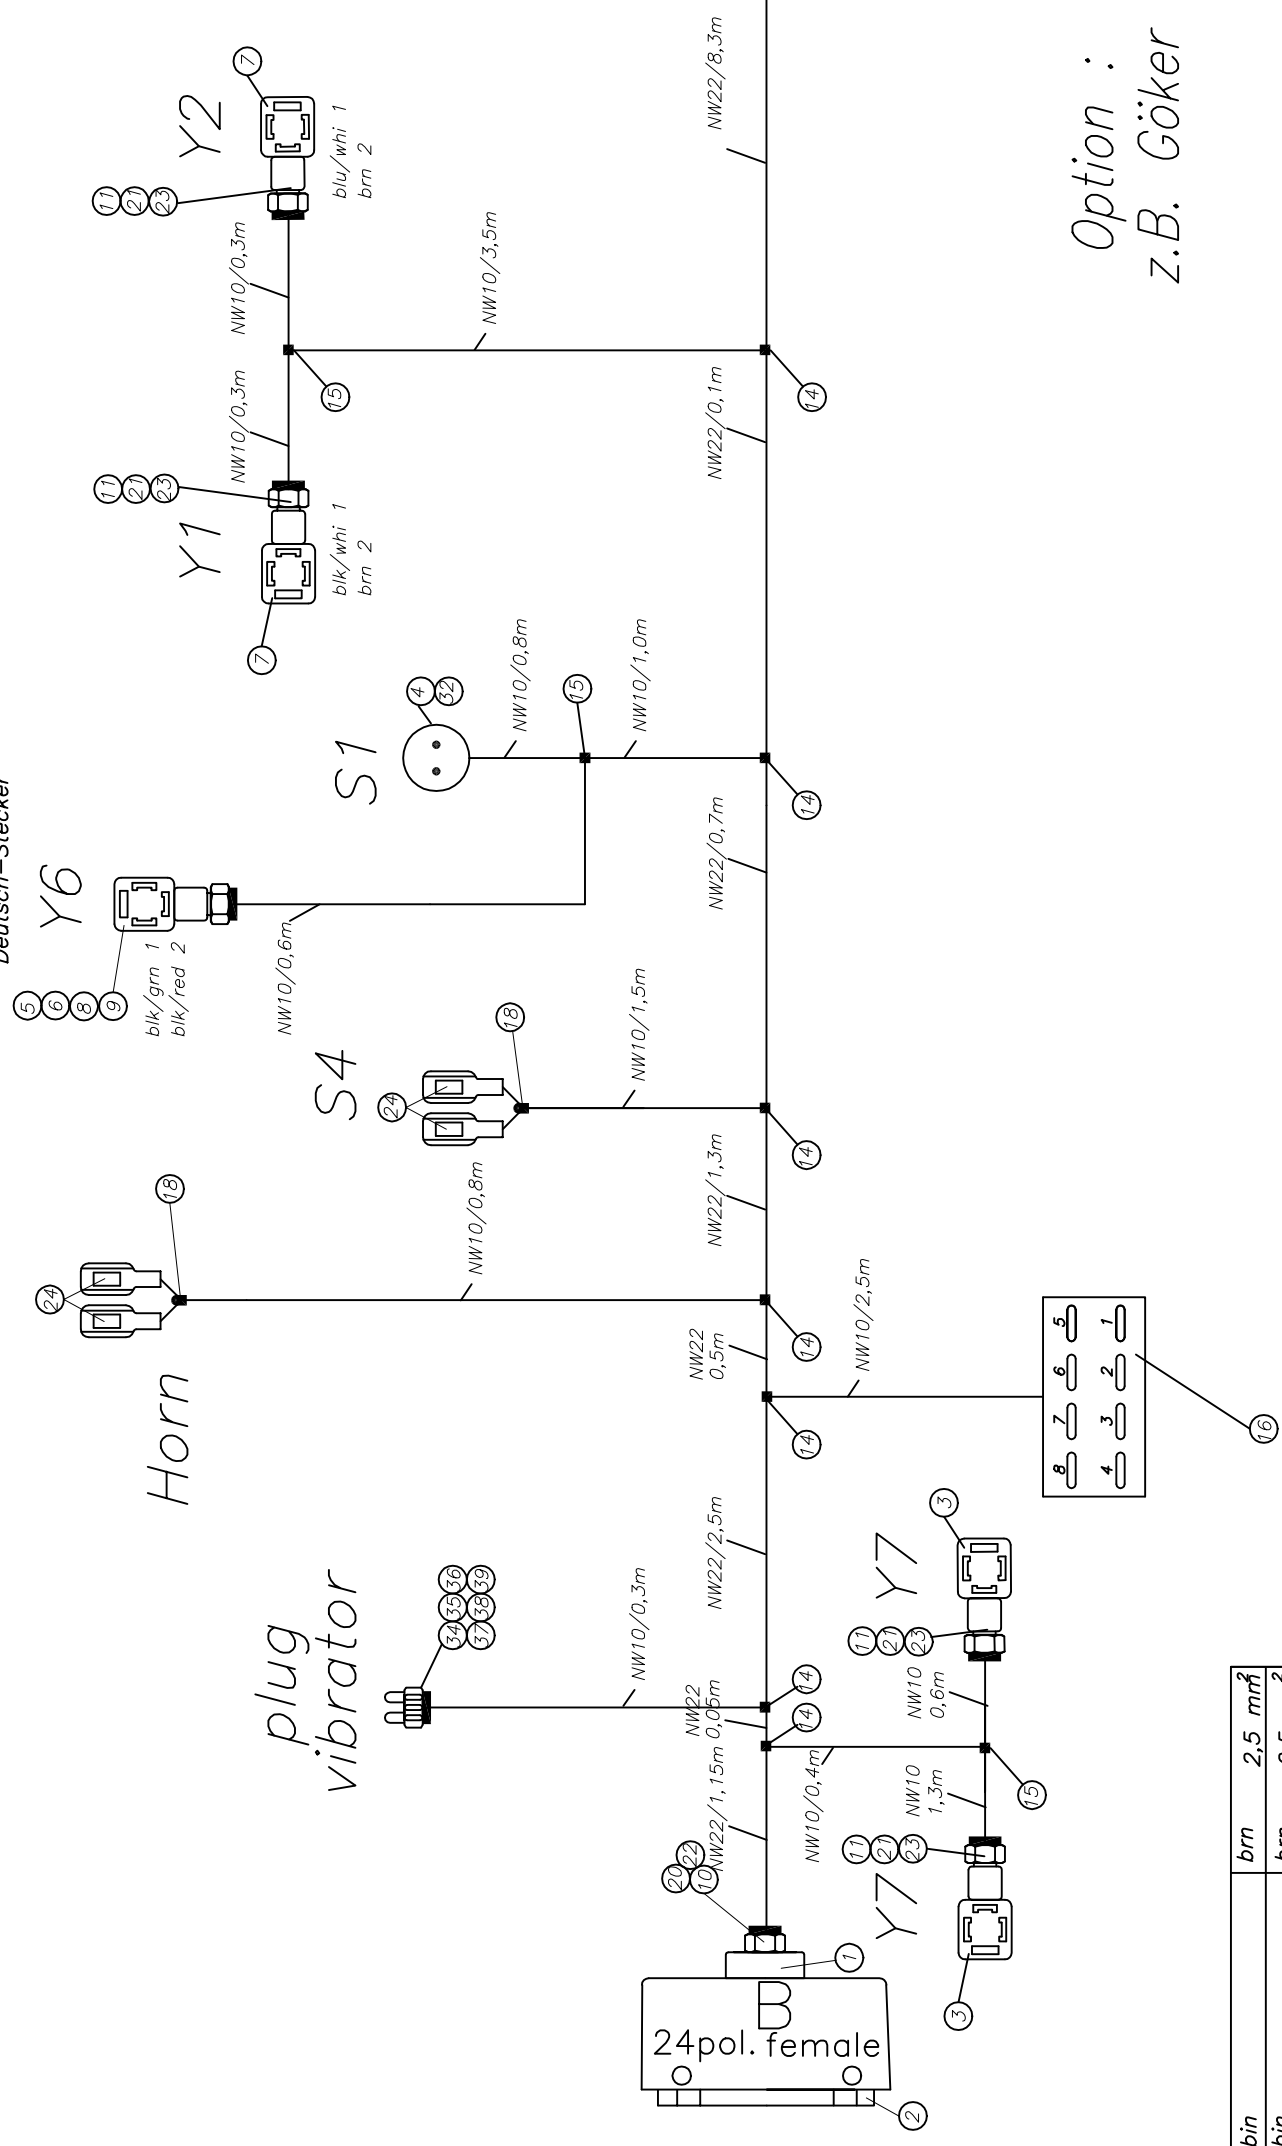 Deutsch-Stecker
Option :
z.B. Göker
Y2
7
11
21
23
blu/whi 1
brn 2
NW10/0,3m
NW10/0,3m
15
NW10/3,5m
NW22/8,3m
14
NW22/0,1m
Y1
11
21
23
7
blk/whi 1
brn 2
S1
4
32
NW10/0,8m
15
NW10/1,0m
14
NW22/0,7m
Y6
5
6
8
9
blk/grn 1
blk/red 2
NW10/0,6m
S4
24
18
NW10/1,5m
14
NW22/1,3m
Horn
24
18
NW10/0,8m
14
NW22
0,5m
14
NW10/2,5m
5
6
7
8
1
2
3
4
16
NW22/2,5m
plug
vibrator
34
35
36
37
38
39
NW10/0,3m
14
NW22
0,05m
14
NW22/1,15m
NW10/0,4m
Y7
3
11
21
23
NW10
0,6m
15
NW10
1,3m
11
21
23
Y7
3
20
22
10
1
B
24pol. female
2
bin
brn
2,5 mm²
bin
brn